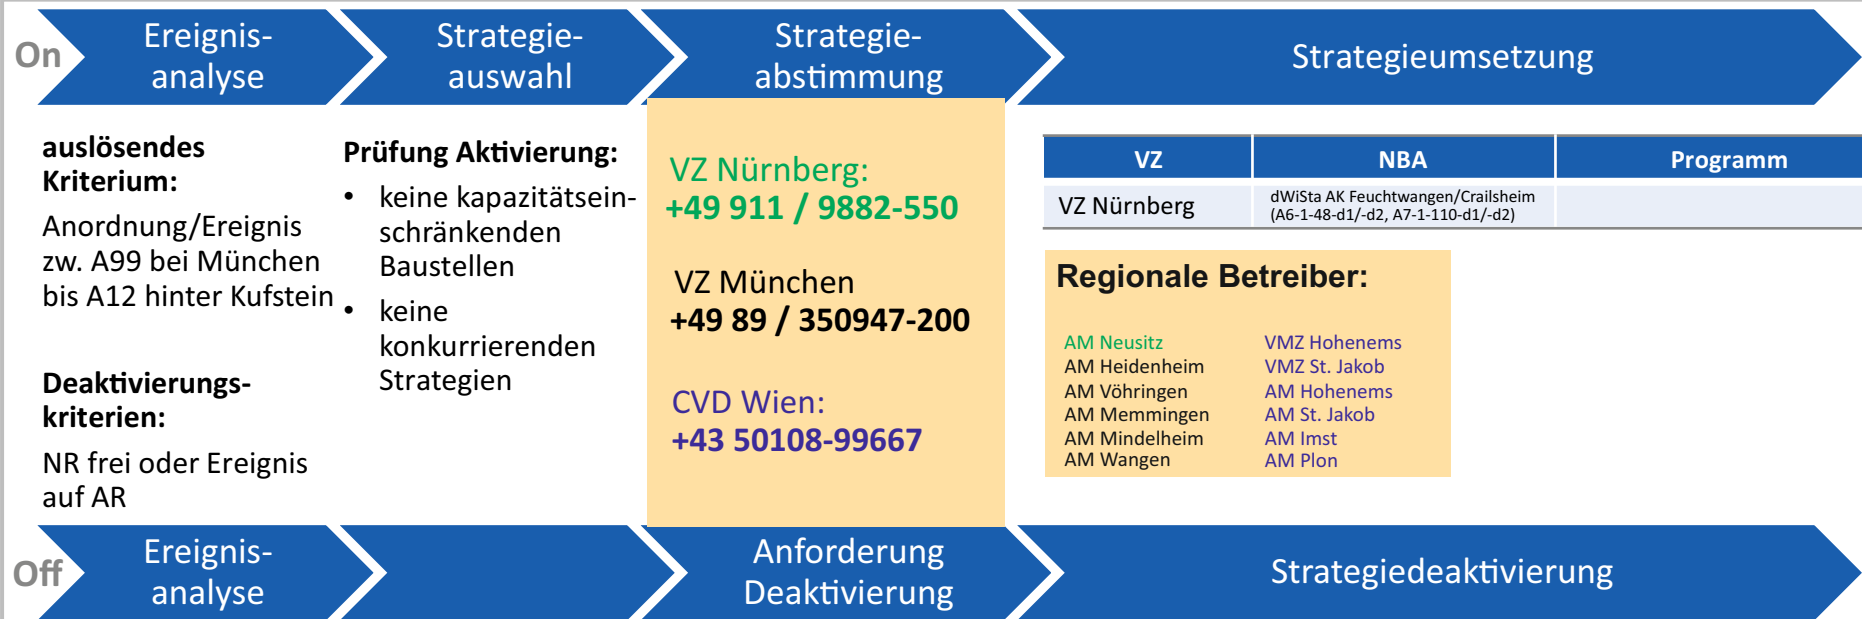 On
Ereignis-
analyse
Strategie-
auswahl
Strategie-
abstimmung
Strategieumsetzung
auslösendes
Kriterium:
Anordnung/Ereignis
zw. A99 bei München
bis A12 hinter Kufstein
Deaktivierungs-
kriterien:
NR frei oder Ereignis
auf AR
Prüfung Aktivierung:
• keine kapazitätsein-
schränkenden
Baustellen
• keine
konkurrierenden
Strategien
VZ Nürnberg:
+49 911 / 9882-550
VZ München
+49 89 / 350947-200
CVD Wien:
+43 50108-99667
VZ NBA Programm
VZ Nürnberg
dWiSta AK Feuchtwangen/Crailsheim
(A6-1-48-d1/-d2, A7-1-110-d1/-d2)
Regionale Betreiber:
AM Neusitz
AM Heidenheim
AM Vöhringen
AM Memmingen
AM Mindelheim
AM Wangen
VMZ Hohenems
VMZ St. Jakob
AM Hohenems
AM St. Jakob
AM Imst
AM Plon
Off
Ereignis-
analyse
Anforderung
Deaktivierung
Strategiedeaktivierung